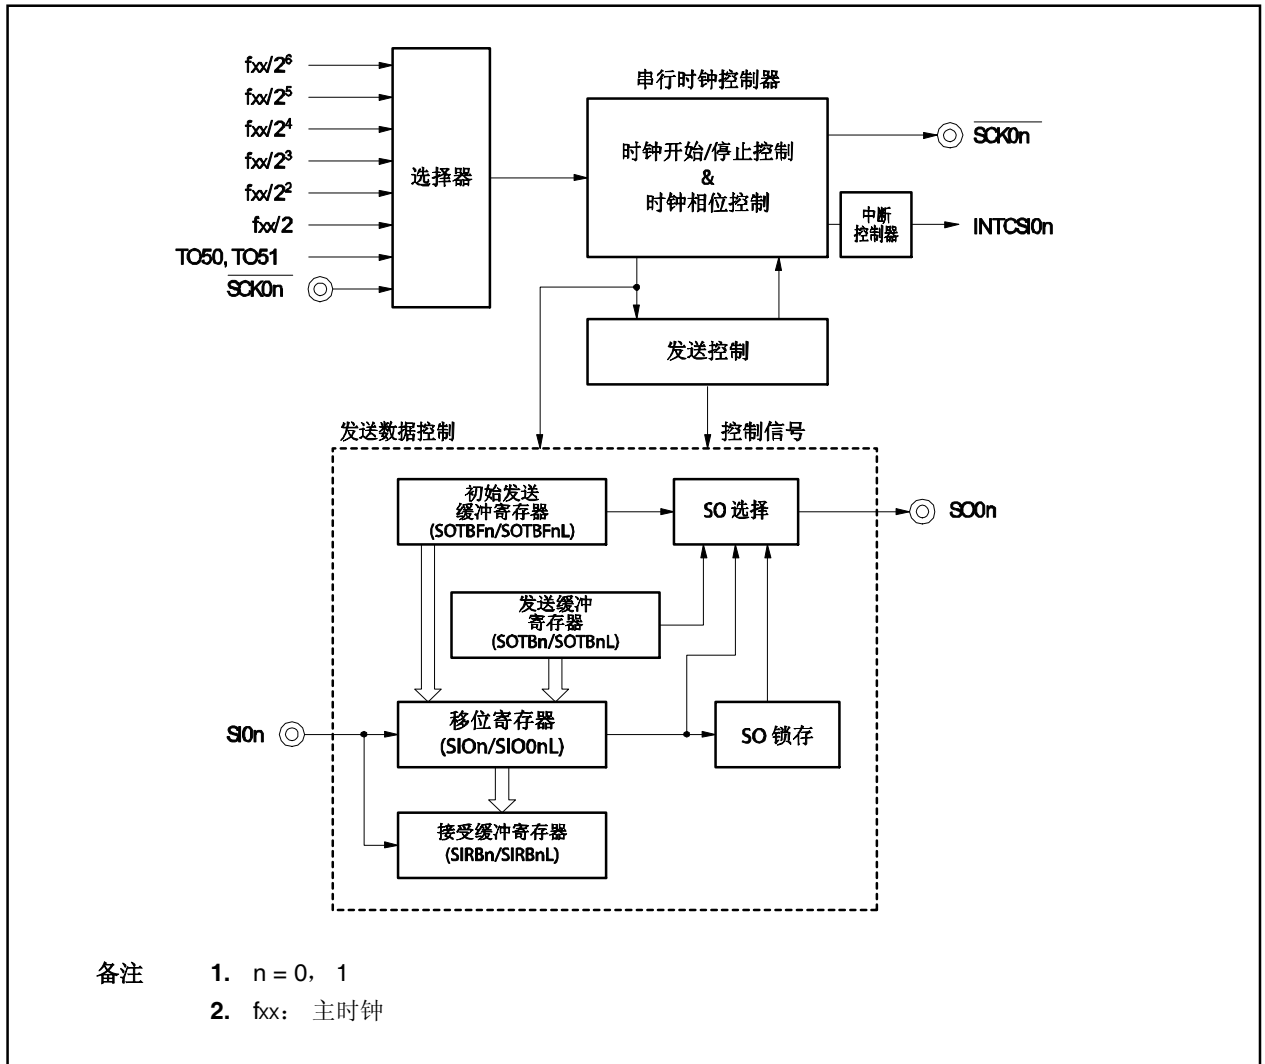 fxx/2⁶
fxx/2⁵
fxx/2⁴
fxx/2³
fxx/2²
fxx/2
TO50, TO51
SCK0n
选择器
串行时钟控制器
时钟开始/停止控制
&
时钟相位控制
SCK0n
中断
控制器
INTCSI0n
发送控制
发送数据控制
控制信号
初始发送
缓冲寄存器
(SOTBFn/SOTBFnL)
SO 选择
SO0n
发送缓冲
寄存器
(SOTBn/SOTBnL)
SI0n
移位寄存器
(SIOn/SIO0nL)
SO 锁存
接受缓冲寄存器
(SIRBn/SIRBnL)
备注 1. n = 0， 1
2. fxx： 主时钟